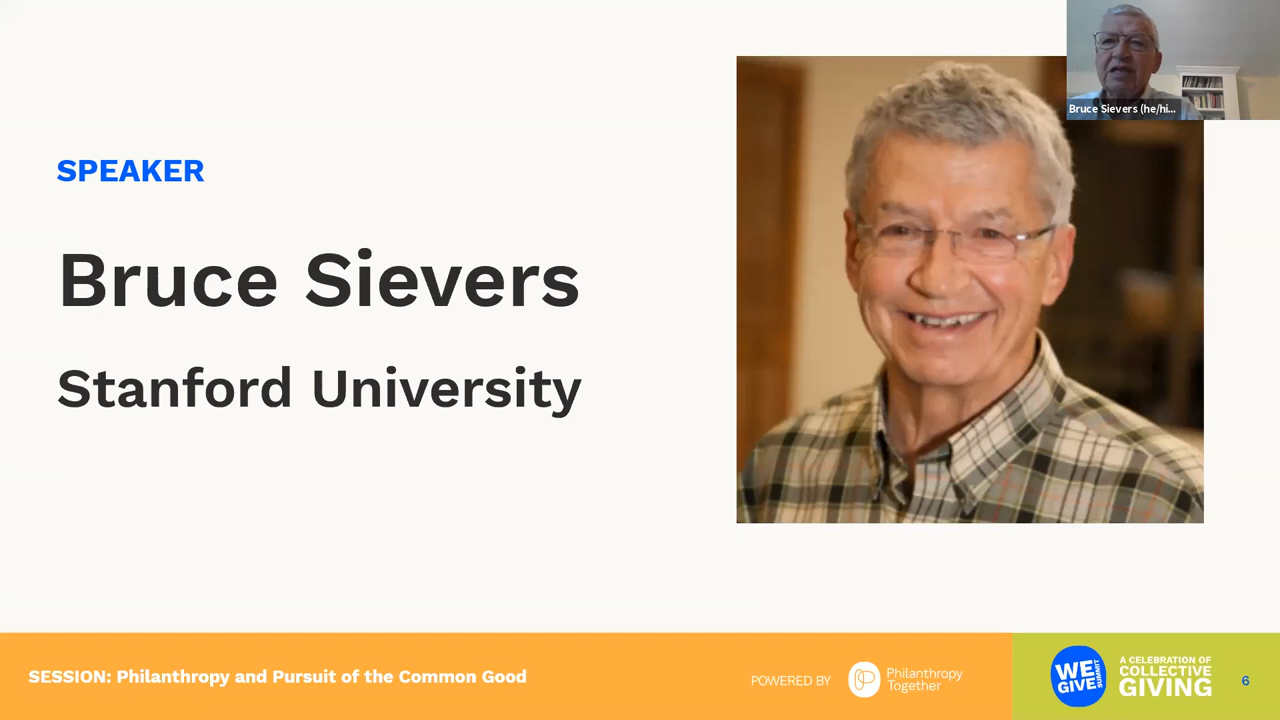 Bruce Sievers (he/hi...
SPEAKER
Bruce Sievers
Stanford University
SESSION: Philanthropy and Pursuit of the Common Good
POWERED BY
Philanthropy
Together
WE
GIVE
SUMMIT
A CELEBRATION OF
COLLECTIVE
GIVING
6